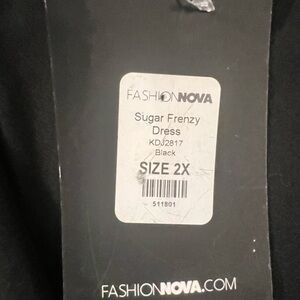 FASHIONNOVA
Sugar Frenzy
Dress
KDJ2817
Black
SIZE 2X
511801
FASHIONNOVA.COM